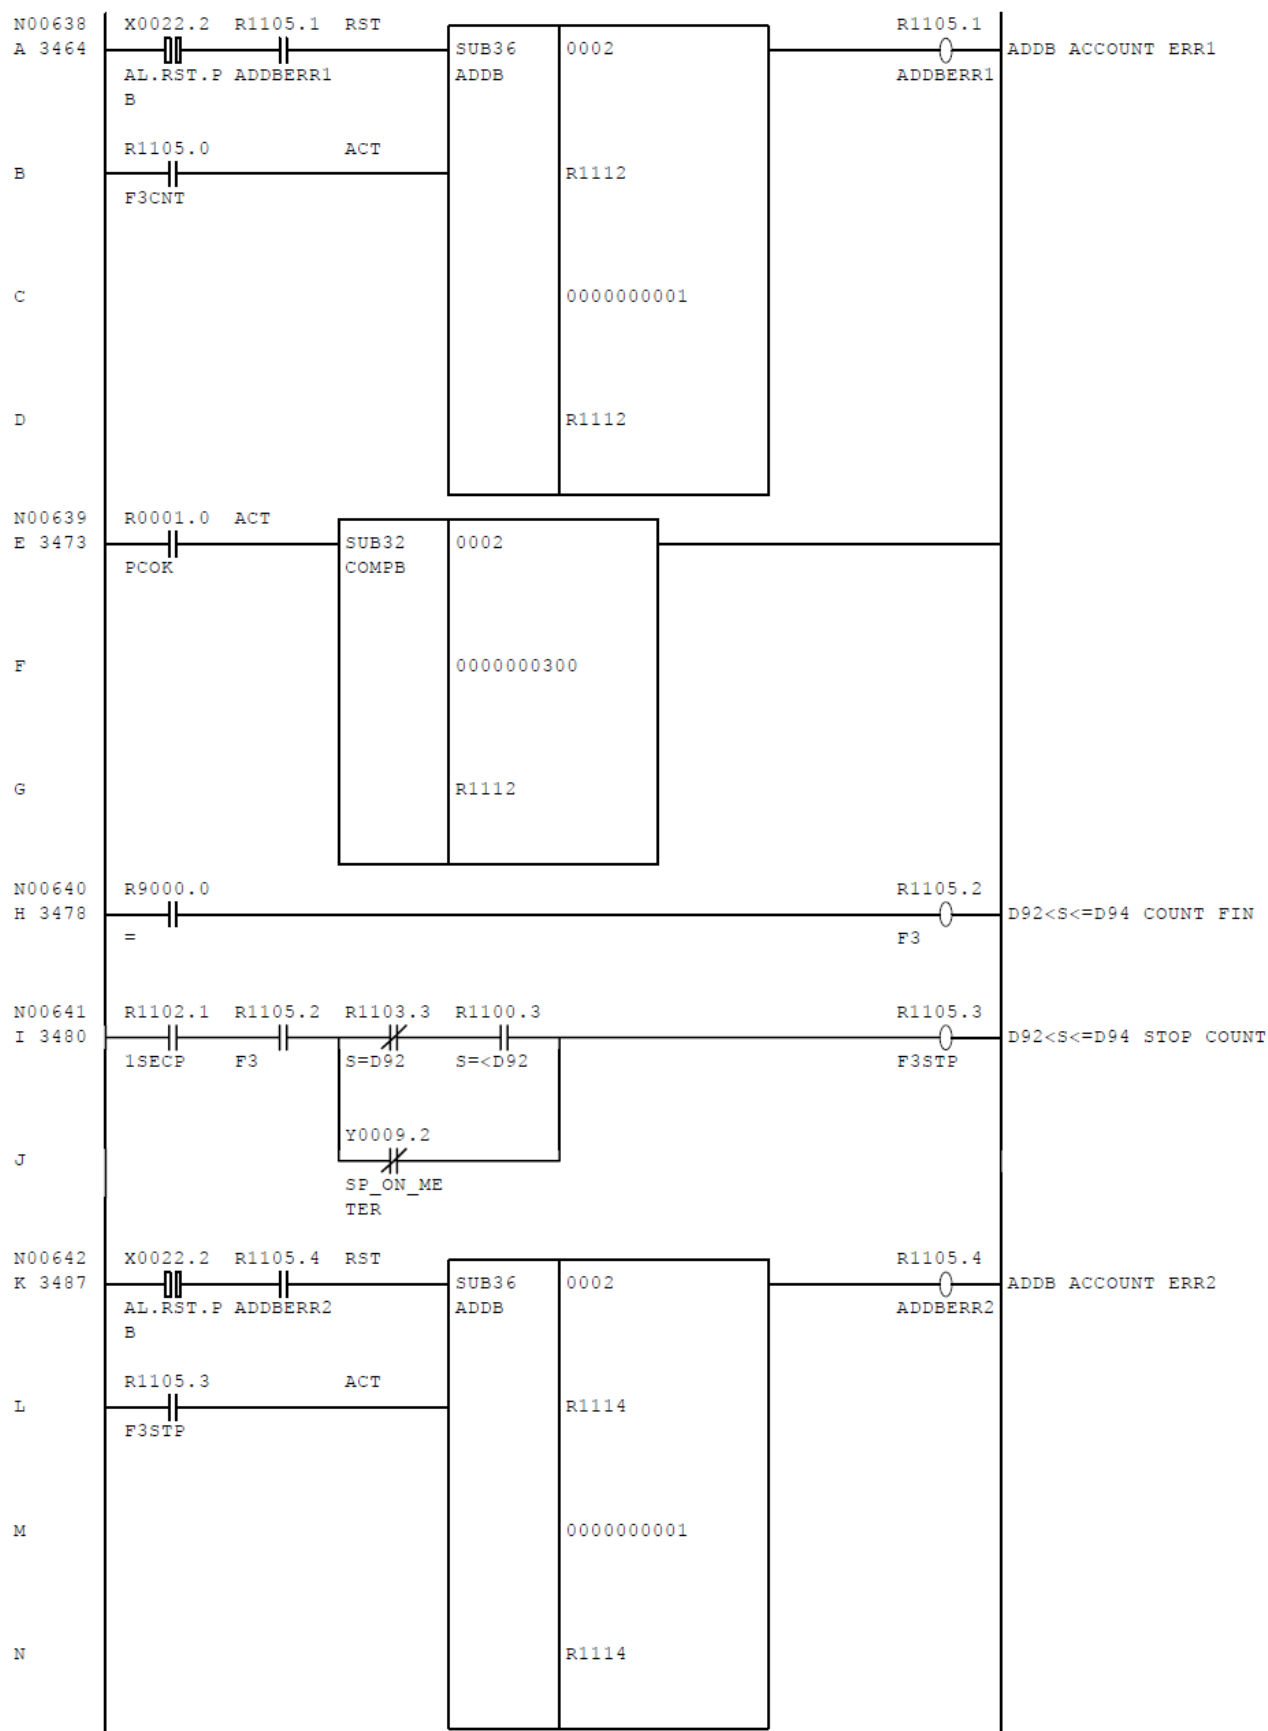 N00638 X0022.2 R1105.1 RST R1105.1
A 3464 SUB36 0002 ADDB ACCOUNT ERR1
AL.RST.P ADDBERR1 ADDB ADDBERR1
B
R1105.0 ACT
B R1112
F3CNT
C 0000000001
D R1112
N00639 R0001.0 ACT
E 3473 SUB32 0002
PCOK COMPB
F 0000000300
G R1112
N00640 R9000.0 R1105.2
H 3478 D92<S<=D94 COUNT FIN
= F3
N00641 R1102.1 R1105.2 R1103.3 R1100.3 R1105.3
I 3480 D92<S<=D94 STOP COUNT
1SECP F3 S=D92 S=<D92 F3STP
Y0009.2
J
SP_ON_ME
TER
N00642 X0022.2 R1105.4 RST R1105.4
K 3487 SUB36 0002 ADDB ACCOUNT ERR2
AL.RST.P ADDBERR2 ADDB ADDBERR2
B
R1105.3 ACT
L R1114
F3STP
M 0000000001
N R1114